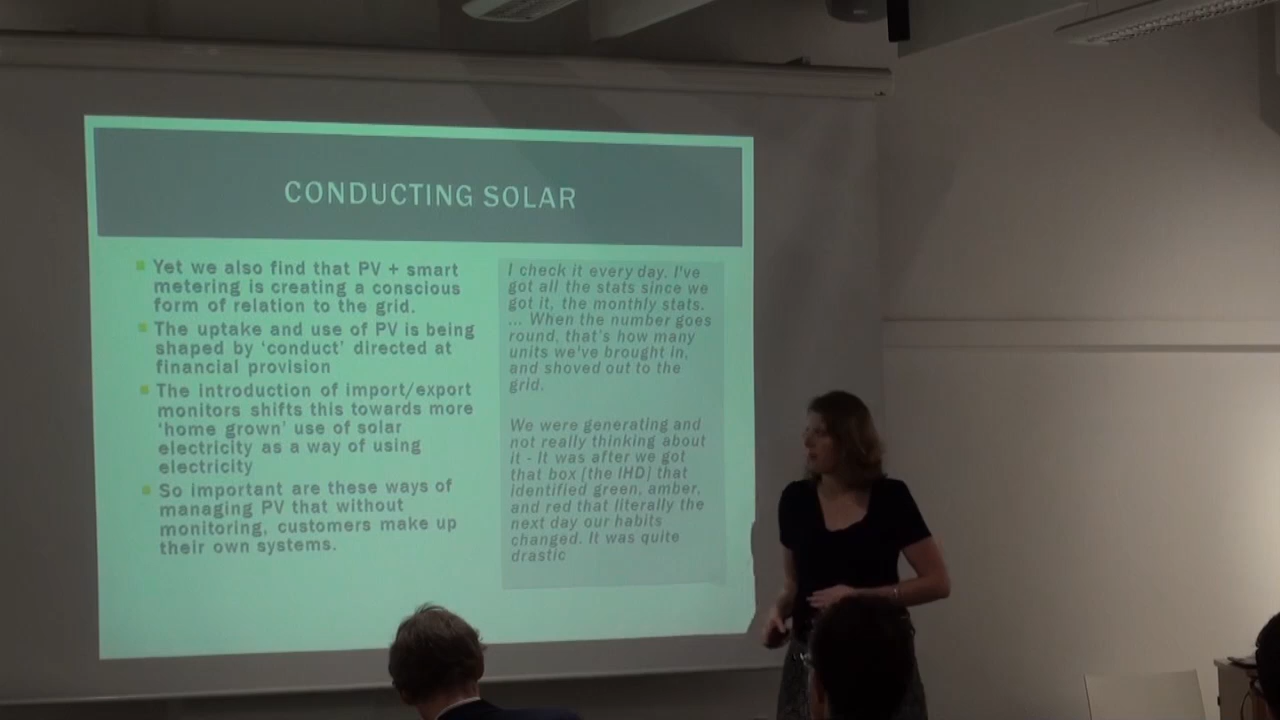 CONDUCTING SOLAR
Yet we also find that PV + smart
metering is creating a conscious
form of relation to the grid.
The uptake and use of PV is being
shaped by 'conduct' directed at
financial provision
The introduction of import/export
monitors shifts this towards more
'home grown' use of solar
electricity as a way of using
electricity
So important are these ways of
managing PV that without
monitoring, customers make up
their own systems.
I check it every day. I've
got all the stats since we
got it, the monthly stats.
... When the number goes
round, that's how many
units we've brought in,
and shoved out to the
grid.
We were generating and
not really thinking about
it - It was after we got
that box [the IHD] that
identified green, amber,
and red that literally the
next day our habits
changed. It was quite
drastic